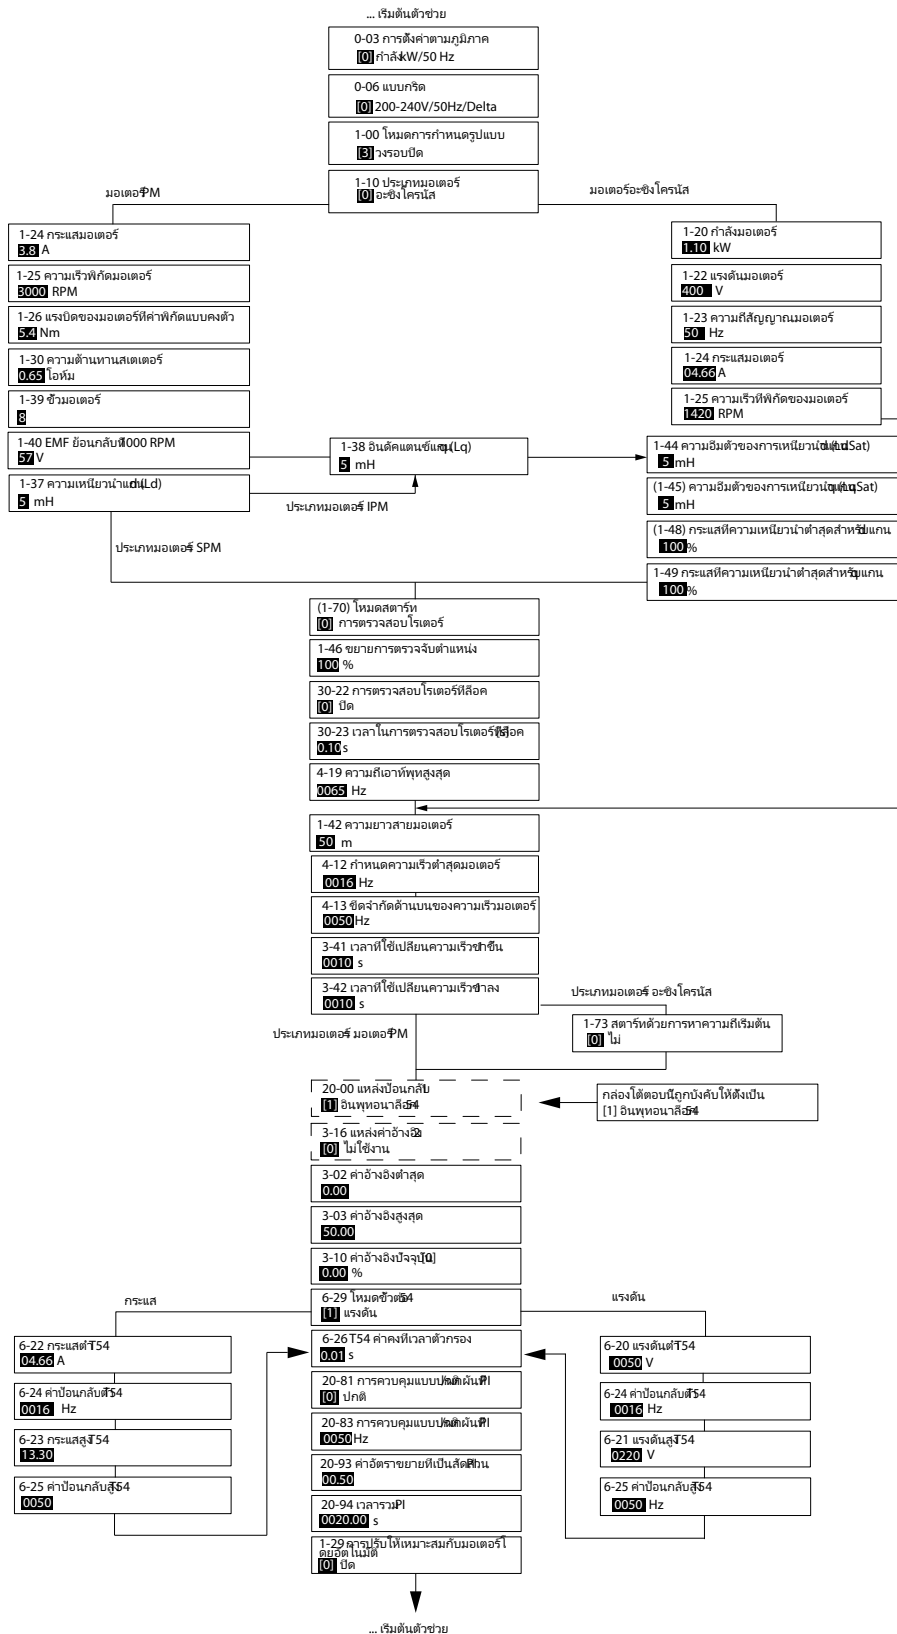 ... เริ่มต้นตัวช่วย
0-03 การตั้งค่าตามภูมิภาค
[0] กำลัง kW/50 Hz
0-06 แบบกริด
[0] 200-240V/50Hz/Delta
1-00 โหมดการกำหนดรูปแบบ
[3] วงรอบปิด
1-10 ประเภทมอเตอร์
[0] อะซิงโครนัส
มอเตอร์ PM
มอเตอร์อะซิงโครนัส
1-24 กระแสมอเตอร์
3.8 A
1-25 ความเร็วพิกัดมอเตอร์
3000 RPM
1-26 แรงบิดของมอเตอร์ที่ค่าพิกัดแบบคงตัว
5.4 Nm
1-30 ความต้านทานสเตเตอร์
0.65 โอห์ม
1-39 ขั้วมอเตอร์
8
1-40 EMF ย้อนกลับที่ 1000 RPM
57 V
1-37 ความเหนี่ยวนำแกน d (Ld)
5 mH
1-20 กำลังมอเตอร์
1.10 kW
1-22 แรงดันมอเตอร์
400 V
1-23 ความถี่สัญญาณมอเตอร์
50 Hz
1-24 กระแสมอเตอร์
04.66 A
1-25 ความเร็วที่พิกัดของมอเตอร์
1420 RPM
1-38 อินดัคแตนซ์แกน q (Lq)
5 mH
ประเภทมอเตอร์ = IPM
ประเภทมอเตอร์ = SPM
1-44 ความอิ่มตัวของการเหนี่ยวนำแกน d (LdSat)
5 mH
(1-45) ความอิ่มตัวของการเหนี่ยวนำแกน q (LqSat)
5 mH
(1-48) กระแสที่ความเหนี่ยวนำต่ำสุดสำหรับแกน d
100 %
1-49 กระแสที่ความเหนี่ยวนำต่ำสุดสำหรับแกน q
100 %
(1-70) โหมดสตาร์ท
[0] การตรวจสอบโรเตอร์
1-46 ขยายการตรวจจับตำแหน่ง
100 %
30-22 การตรวจสอบโรเตอร์ที่ล็อค
[0] ปิด
30-23 เวลาในการตรวจสอบโรเตอร์ที่ล็อค [s]
0.10 s
4-19 ความถี่เอาท์พุทสูงสุด
0065 Hz
1-42 ความยาวสายมอเตอร์
50 m
4-12 กำหนดความเร็วต่ำสุดมอเตอร์
0016 Hz
4-13 ขีดจำกัดด้านบนของความเร็วมอเตอร์
0050 Hz
3-41 เวลาที่ใช้เปลี่ยนความเร็วช่ว 1 ขาขึ้น
0010 s
3-42 เวลาที่ใช้เปลี่ยนความเร็วช่ว 1 ขาลง
0010 s
ประเภทมอเตอร์ = อะซิงโครนัส
ประเภทมอเตอร์ = มอเตอร์ PM
1-73 สตาร์ทด้วยการหาความถี่เริ่มต้น
[0] ไม่
20-00 แหล่งป้อนกลับ 1
[1] อินพุทอนาล็อค 54
กล่องโต้ตอบนี้ถูกบังคับให้ตั้งเป็น
[1] อินพุทอนาล็อค 54
3-16 แหล่งค่าอ้างอิง 2
[0] ไม่ใช้งาน
3-02 ค่าอ้างอิงต่ำสุด
0.00
3-03 ค่าอ้างอิงสูงสุด
50.00
3-10 ค่าอ้างอิงปัจจุบัน [0]
0.00 %
กระแส
6-29 โหมดขั้วต่อ 54
[1] แรงดัน
แรงดัน
6-22 กระแสต่ำ T54
04.66 A
6-24 ค่าป้อนกลับต่ำ T54
0016 Hz
6-23 กระแสสูง T54
13.30
6-25 ค่าป้อนกลับสูง T54
0050
6-26 T54 ค่าคงที่เวลาตัวกรอง
0.01 s
20-81 การควบคุมแบบปกติ/ผกผันที่ PI
[0] ปกติ
20-83 การควบคุมแบบปกติ/ผกผันที่ PI
0050 Hz
20-93 ค่าอัตราขยายที่เป็นสัดส่วน PI
00.50
20-94 เวลารวม PI
0020.00 s
1-29 การปรับให้เหมาะสมกับมอเตอร์โ
ดยอัตโนมัติ
[0] ปิด
6-20 แรงดันต่ำ T54
0050 V
6-24 ค่าป้อนกลับต่ำ T54
0016 Hz
6-21 แรงดันสูง T54
0220 V
6-25 ค่าป้อนกลับสูง T54
0050 Hz
... เริ่มต้นตัวช่วย